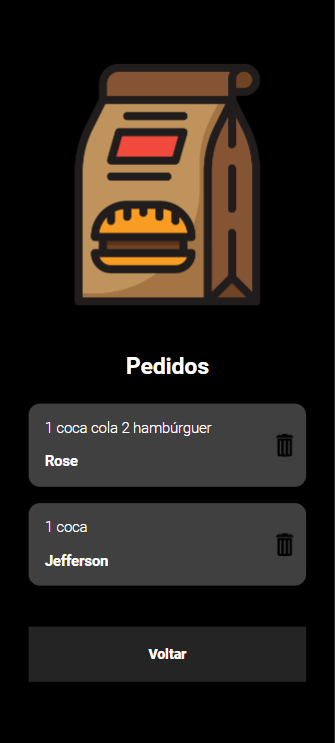 Pedidos
1 coca cola 2 hambúrguer
Rose
1 coca
Jefferson
Voltar